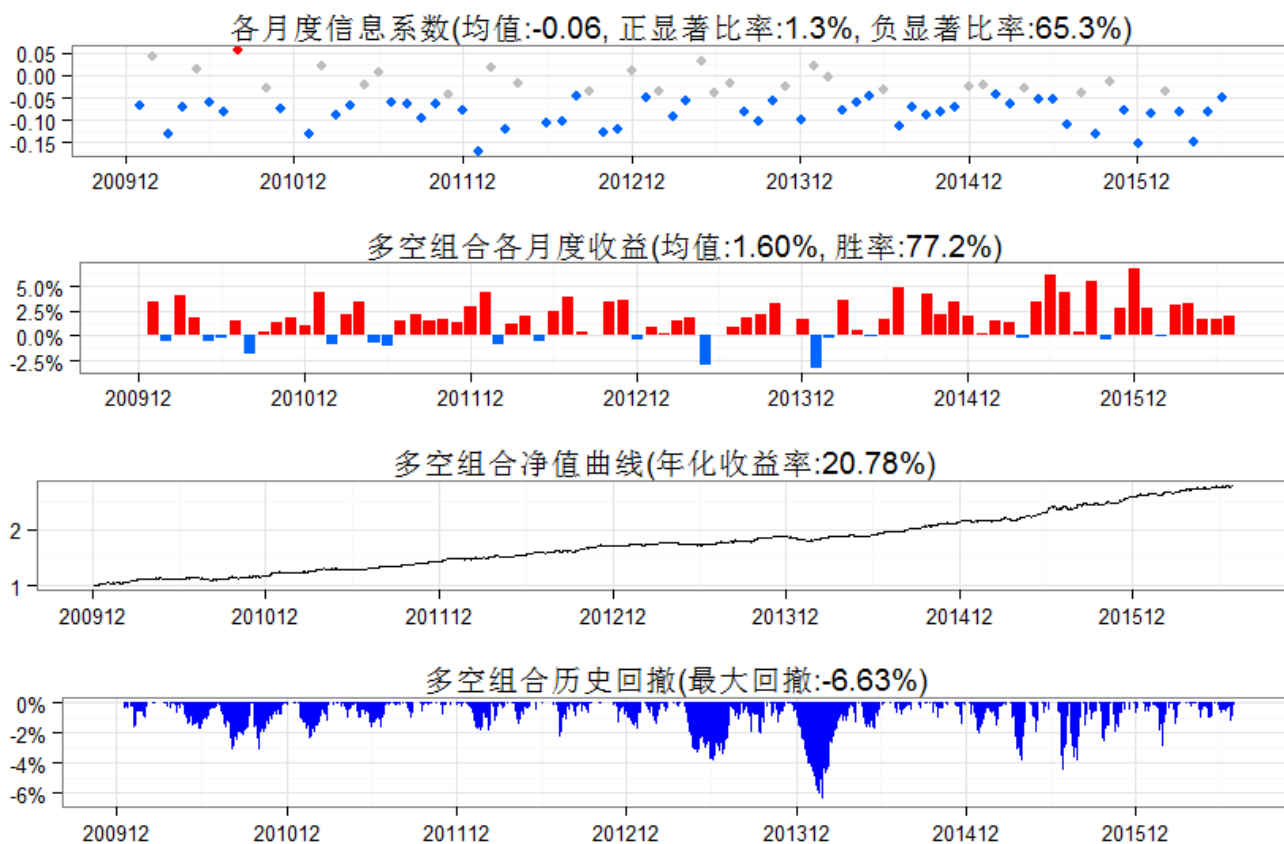 各月度信息系数(均值:-0.06, 正显著比率:1.3%, 负显著比率:65.3%)
0.05
0.00
-0.05
-0.10
-0.15
200912 201012 201112 201212 201312 201412 201512
多空组合各月度收益(均值:1.60%, 胜率:77.2%)
5.0%
2.5%
0.0%
-2.5%
200912 201012 201112 201212 201312 201412 201512
多空组合净值曲线(年化收益率:20.78%)
2
1
200912 201012 201112 201212 201312 201412 201512
多空组合历史回撤(最大回撤:-6.63%)
0%
-2%
-4%
-6%
200912 201012 201112 201212 201312 201412 201512